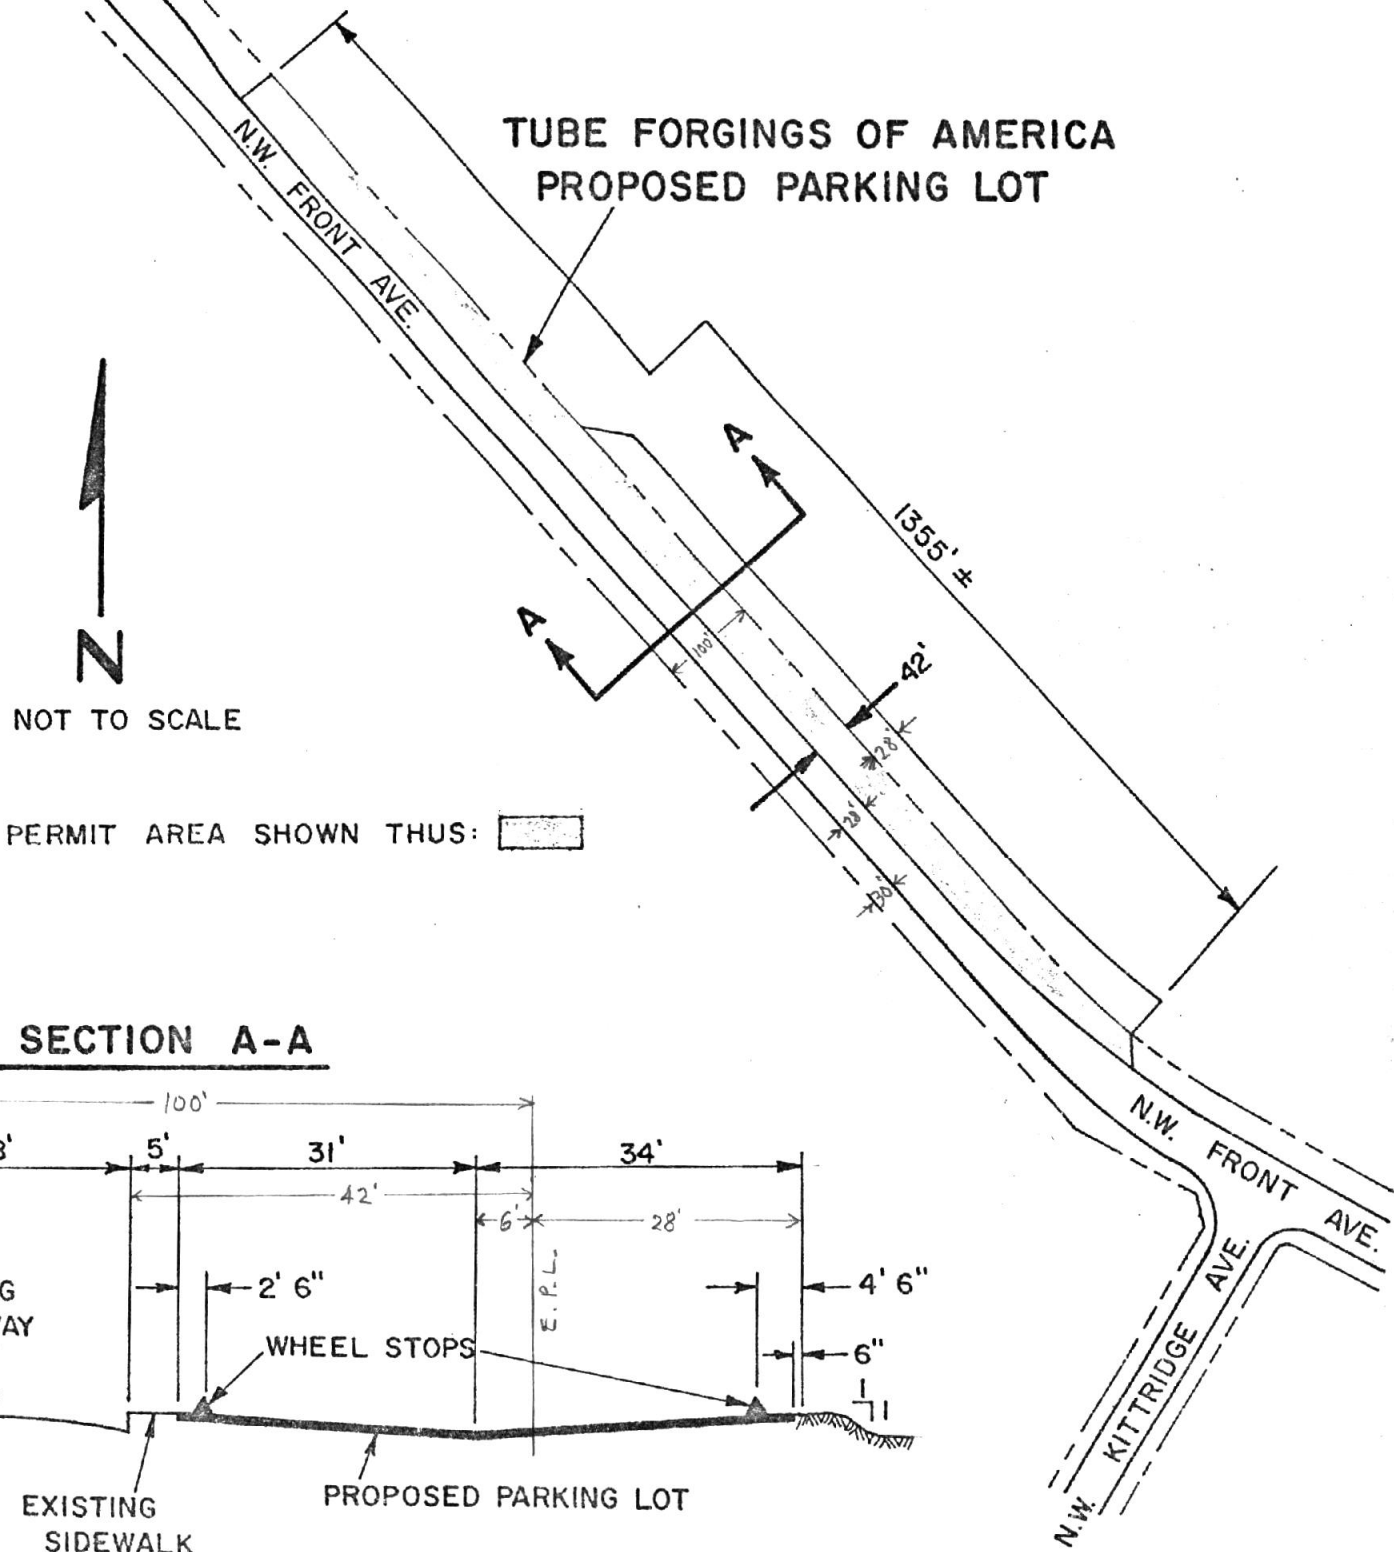 TUBE FORGINGS OF AMERICA
PROPOSED PARKING LOT
N.W. FRONT AVE.
A
A
1355' ±
100'
42'
28'
28'
30'
N
NOT TO SCALE
PERMIT AREA SHOWN THUS:
SECTION A-A
100'
5'
31'
34'
42'
6'
28'
E.P.L.
2' 6"
4' 6"
WHEEL STOPS
6"
EXISTING
SIDEWALK
PROPOSED PARKING LOT
N.W. FRONT AVE.
N.W. KITTRIDGE AVE.